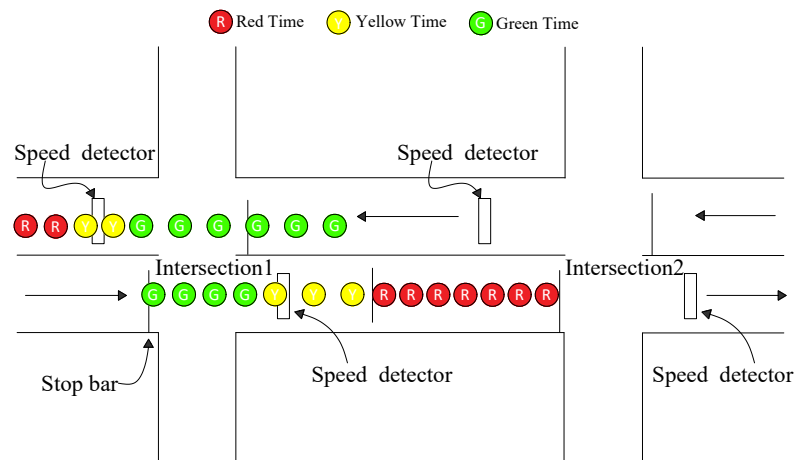 R Red Time Y Yellow Time G Green Time
Speed detector Speed detector
R R Y Y G G G G G G
Intersection1 Intersection2
G G G G Y Y Y R R R R R R R
Stop bar Speed detector Speed detector